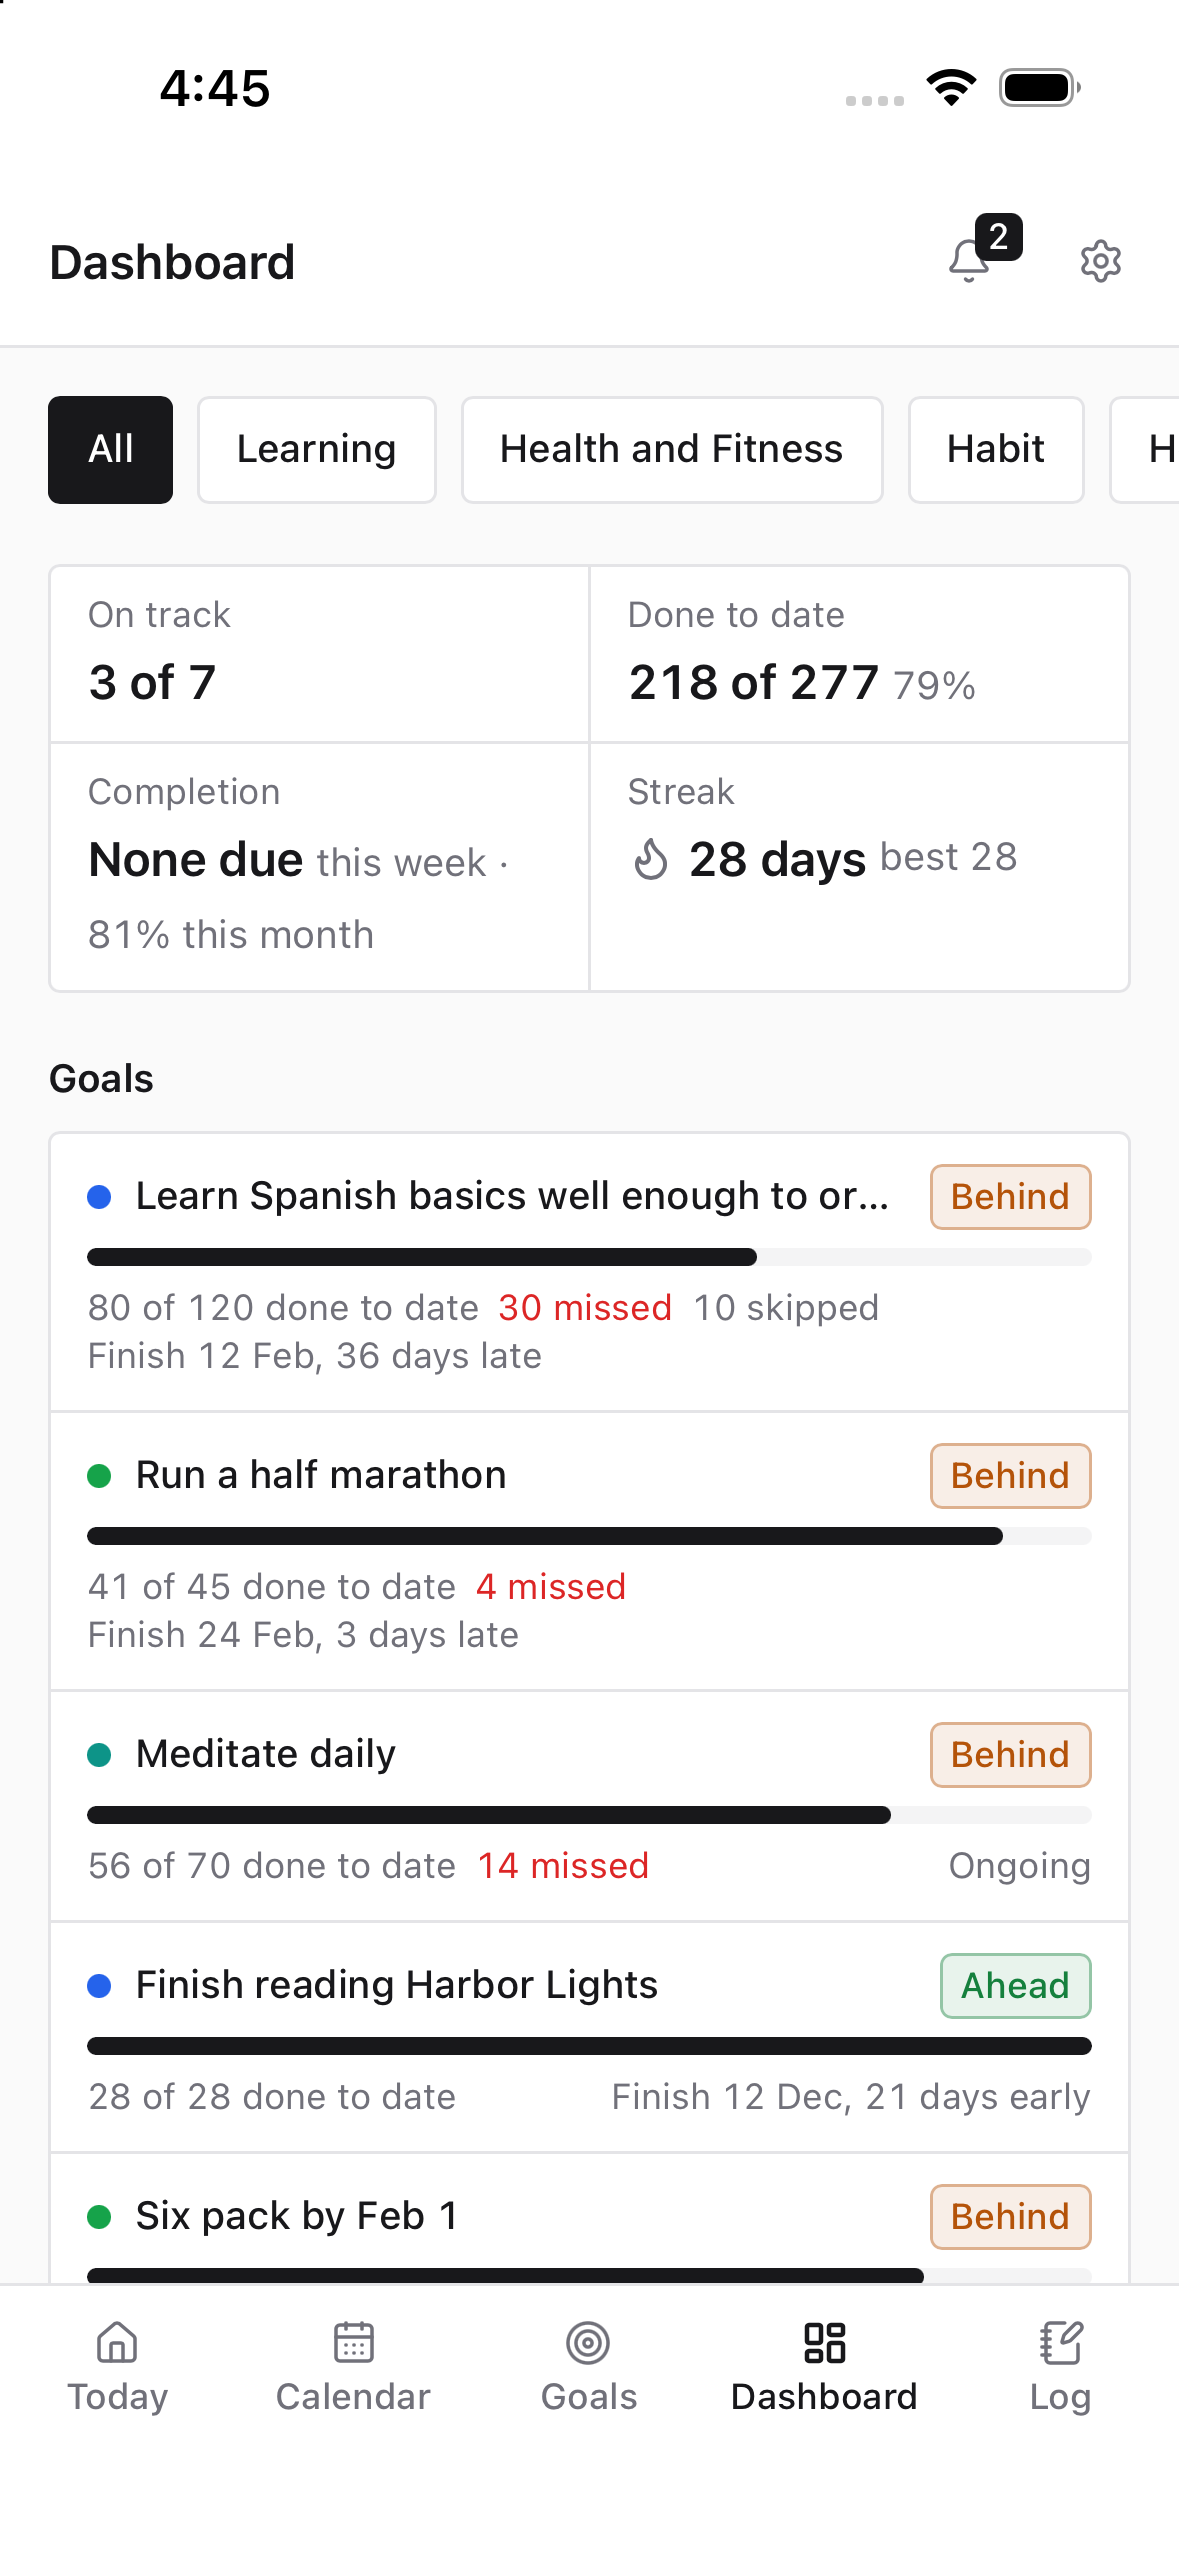 4:45
Dashboard
2
All
Learning
Health and Fitness
Habit
H
On track
3 of 7
Done to date
218 of 277 79%
Completion
None due this week ·
81% this month
Streak
28 days best 28
Goals
Learn Spanish basics well enough to or...
Behind
80 of 120 done to date 30 missed 10 skipped
Finish 12 Feb, 36 days late
Run a half marathon
Behind
41 of 45 done to date 4 missed
Finish 24 Feb, 3 days late
Meditate daily
Behind
56 of 70 done to date 14 missed
Ongoing
Finish reading Harbor Lights
Ahead
28 of 28 done to date
Finish 12 Dec, 21 days early
Six pack by Feb 1
Behind
Today
Calendar
Goals
Dashboard
Log